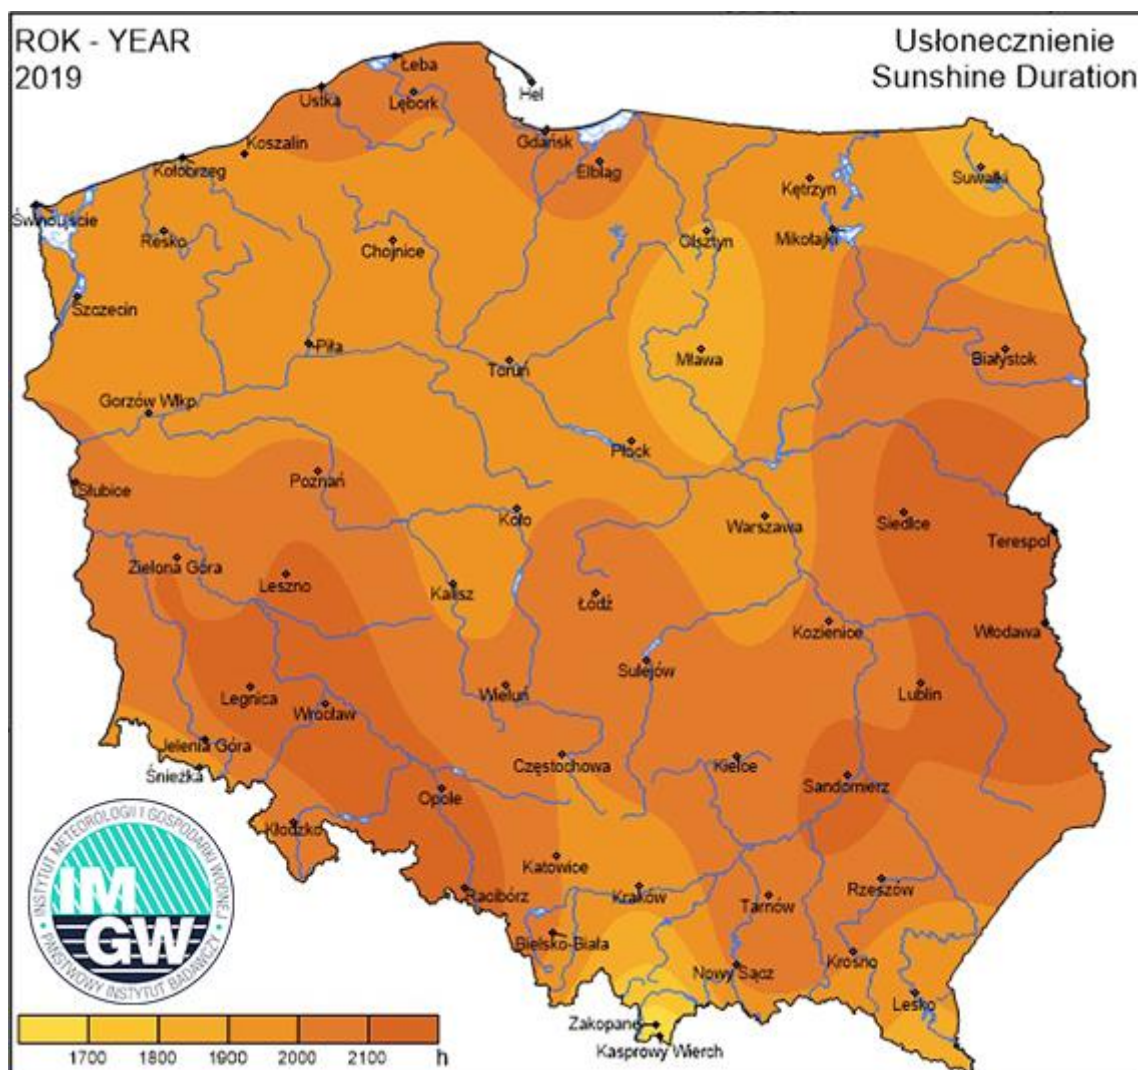 ROK - YEAR
2019
Usłonecznienie
Sunshine Duration
Łeba
Ustka
Lębork
Hel
Koszalin
Gdańsk
Kołobrzeg
Elbląg
Suwałki
Kętrzyn
Świnoujście
Resko
Chojnice
Olsztyn
Mikołajki
Szczecin
Piła
Toruń
Mława
Białystok
Gorzów Wlkp.
Płock
Słubice
Poznań
Koło
Warszawa
Siedlce
Terespol
Zielona Góra
Leszno
Kalisz
Łódź
Kozienice
Włodawa
Sulejów
Legnica
Wrocław
Wieluń
Lublin
Jelenia Góra
Śnieżka
Częstochowa
Kielce
Sandomierz
Opole
Kłodzko
Katowice
Racibórz
Kraków
Tarnów
Rzeszów
Bielsko-Biała
Nowy Sącz
Krosno
Lesko
Zakopane
Kasprowy Wierch
INSTYTUT METEOROLOGII I GOSPODARKI WODNEJ
IM
GW
PAŃSTWOWY INSTYTUT BADAWCZY
1700 1800 1900 2000 2100 h